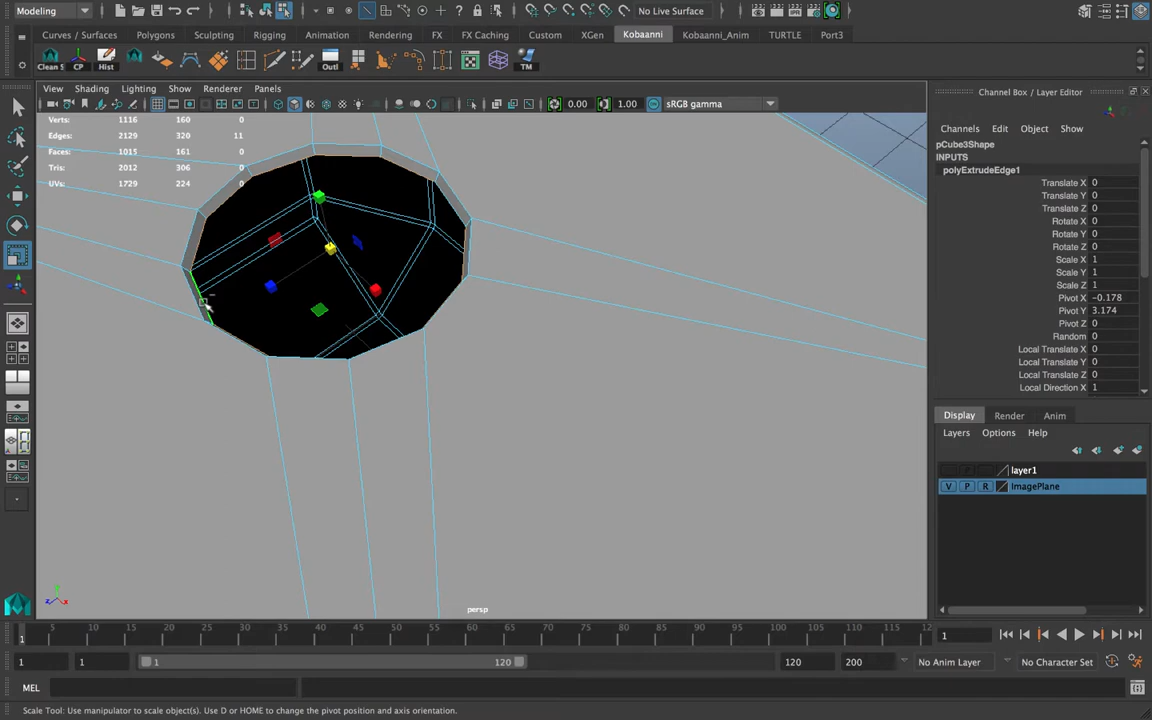 Modeling
No Live Surface
Curves / Surfaces Polygons Sculpting Rigging Animation Rendering FX FX Caching Custom XGen Kobaanni Kobaanni_Anim TURTLE Port3
Clean S CP Hist Outl TM
View Shading Lighting Show Renderer Panels
0.00 1.00 sRGB gamma
Verts: 1116 160 0
Edges: 2129 320 11
Faces: 1015 161 0
Tris: 2012 306 0
UVs: 1729 224 0
persp
Channel Box / Layer Editor
Channels Edit Object Show
pCube3Shape
INPUTS
polyExtrudeEdge1
Translate X 0
Translate Y 0
Translate Z 0
Rotate X 0
Rotate Y 0
Rotate Z 0
Scale X 1
Scale Y 1
Scale Z 1
Pivot X -0.178
Pivot Y 3.174
Pivot Z 0
Random 0
Local Translate X 0
Local Translate Y 0
Local Translate Z 0
Local Direction X 1
Display Render Anim
Layers Options Help
layer1
V P R ImagePlane
1 5 10 15 20 25 30 35 40 45 50 55 60 65 70 75 80 85 90 95 100 105 110 115 12
1
1 1 1 120 120 200 No Anim Layer No Character Set
MEL
Scale Tool: Use manipulator to scale object(s). Use D or HOME to change the pivot position and axis orientation.